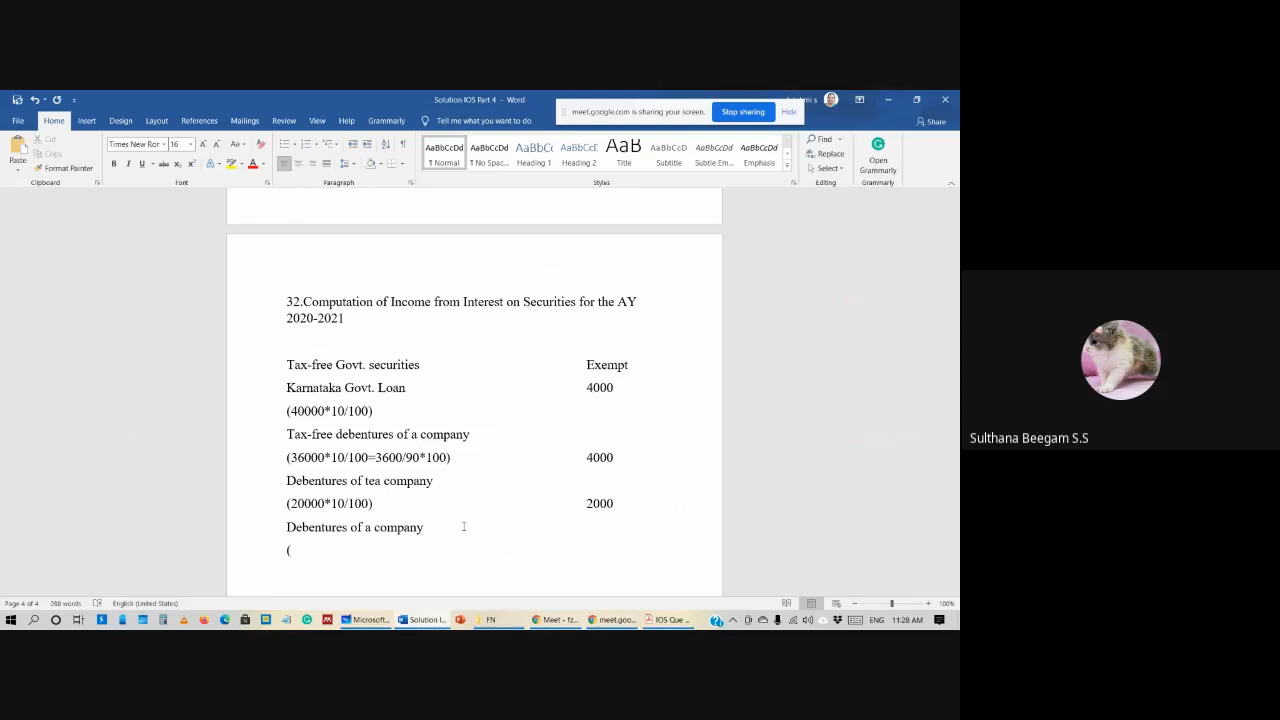 Solution IOS Part 4 - Word
meet.google.com is sharing your screen.
Stop sharing
Hide
File Home Insert Design Layout References Mailings Review View Help Grammarly Tell me what you want to do
Share
Paste
Cut
Copy
Format Painter
Clipboard
Times New Ror 16
Font
Paragraph
AaBbCcDd AaBbCcDd AaBbCc AaBbCcE AaB AaBbCcD AaBbCcDd AaBbCcDd
¶ Normal ¶ No Spac... Heading 1 Heading 2 Title Subtitle Subtle Em... Emphasis
Styles
Find
Replace
Select
Editing
Open
Grammarly
Grammarly
32.Computation of Income from Interest on Securities for the AY
2020-2021
Tax-free Govt. securities Exempt
Karnataka Govt. Loan 4000
(40000*10/100)
Tax-free debentures of a company
(36000*10/100=3600/90*100) 4000
Debentures of tea company
(20000*10/100) 2000
Debentures of a company
(
Sulthana Beegam S.S
Page 4 of 4 288 words English (United States) 100%
Microsoft... Solution I... FN Meet - fz... meet.goo... IOS Que ... ENG 11:28 AM